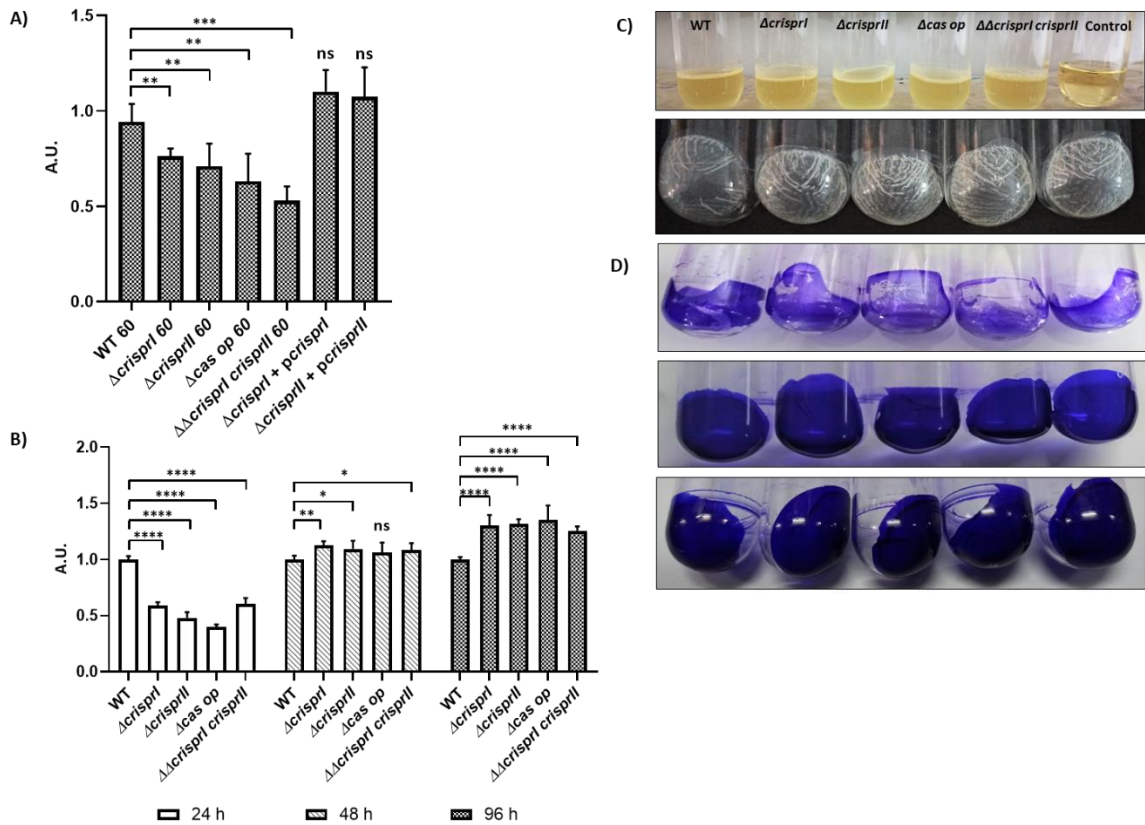 A)
1.5
1.0
0.5
0.0
A.U.
***
**
**
**
ns
ns
WT 60
ΔcrisprI 60
ΔcrisprII 60
Δcas op 60
ΔΔcrisprI crisprII 60
ΔcrisprI + pcrisprI
ΔcrisprII + pcrisprII
B)
2.0
1.5
1.0
0.5
0.0
A.U.
****
****
****
****
*
*
**
ns
****
****
****
****
WT
ΔcrisprI
ΔcrisprII
Δcas op
ΔΔcrisprI crisprII
WT
ΔcrisprI
ΔcrisprII
Δcas op
ΔΔcrisprI crisprII
WT
ΔcrisprI
ΔcrisprII
Δcas op
ΔΔcrisprI crisprII
24 h 48 h 96 h
C)
WT ΔcrisprI ΔcrisprII Δcas op ΔΔcrisprI crisprII Control
D)